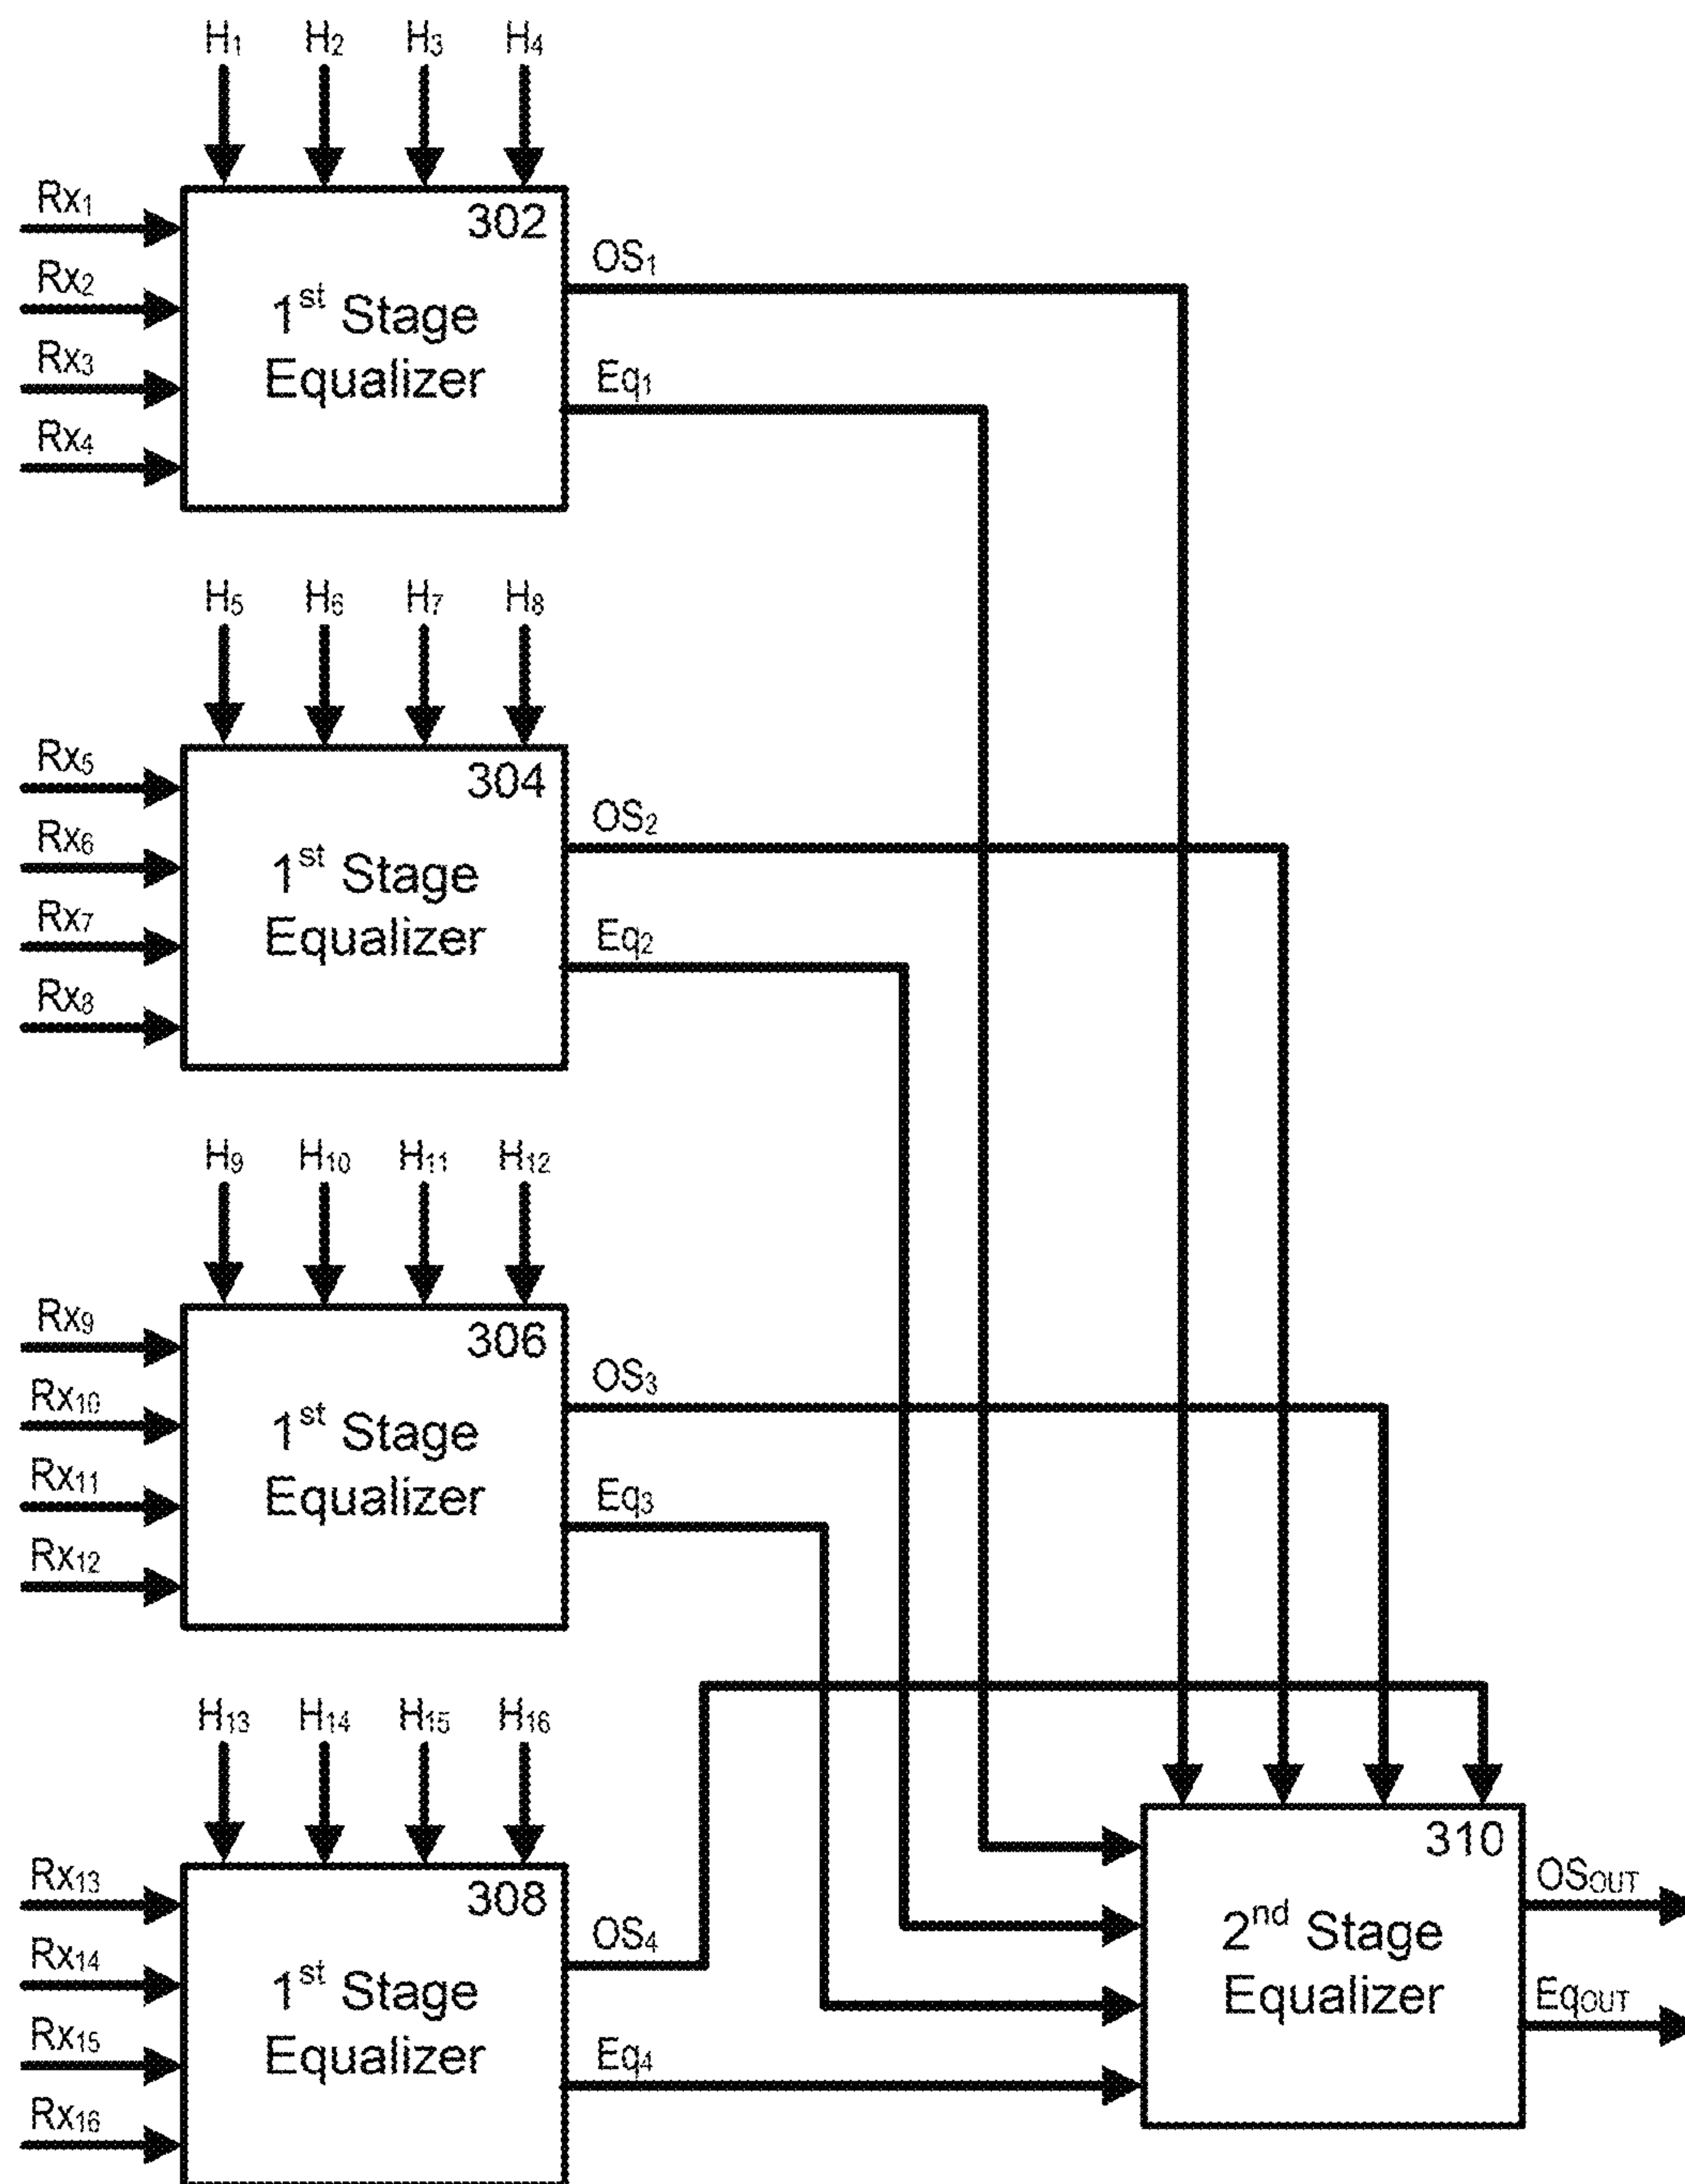 H₁ H₂ H₃ H₄
Rx₁
Rx₂
Rx₃
Rx₄
302
1st Stage
Equalizer
OS₁
Eq₁
H₅ H₆ H₇ H₈
Rx₅
Rx₆
Rx₇
Rx₈
304
1st Stage
Equalizer
OS₂
Eq₂
H₉ H₁₀ H₁₁ H₁₂
Rx₉
Rx₁₀
Rx₁₁
Rx₁₂
306
1st Stage
Equalizer
OS₃
Eq₃
H₁₃ H₁₄ H₁₅ H₁₆
Rx₁₃
Rx₁₄
Rx₁₅
Rx₁₆
308
1st Stage
Equalizer
OS₄
Eq₄
310
2nd Stage
Equalizer
OSOUT
EqOUT